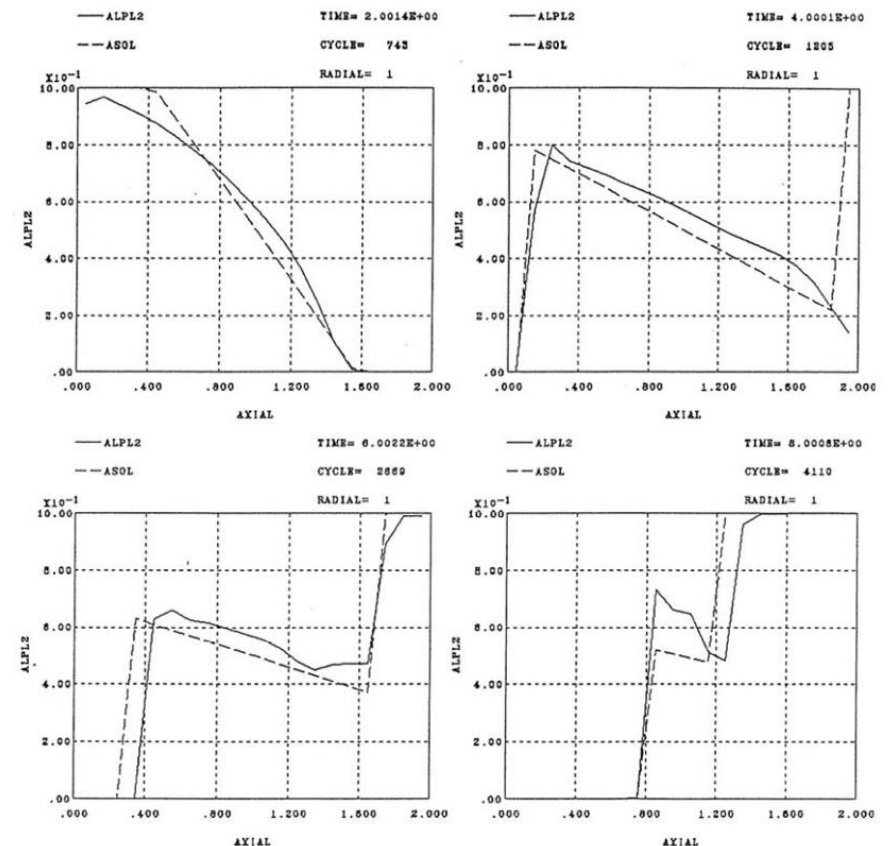 ALPL2 TIME= 2.0014E+00
ASOL CYCLE= 743
RADIAL= 1
X10-1
10.00
8.00
6.00
4.00
2.00
.00
ALPL2
.000 .400 .800 1.200 1.600 2.000
AXIAL
ALPL2 TIME= 4.0001E+00
ASOL CYCLE= 1205
RADIAL= 1
X10-1
10.00
8.00
6.00
4.00
2.00
.00
ALPL2
.000 .400 .800 1.200 1.600 2.000
AXIAL
ALPL2 TIME= 6.0022E+00
ASOL CYCLE= 2669
RADIAL= 1
X10-1
10.00
8.00
6.00
4.00
2.00
.00
ALPL2
.000 .400 .800 1.200 1.600 2.000
AXIAL
ALPL2 TIME= 8.0008E+00
ASOL CYCLE= 4110
RADIAL= 1
X10-1
10.00
8.00
6.00
4.00
2.00
.00
ALPL2
.000 .400 .800 1.200 1.600 2.000
AXIAL